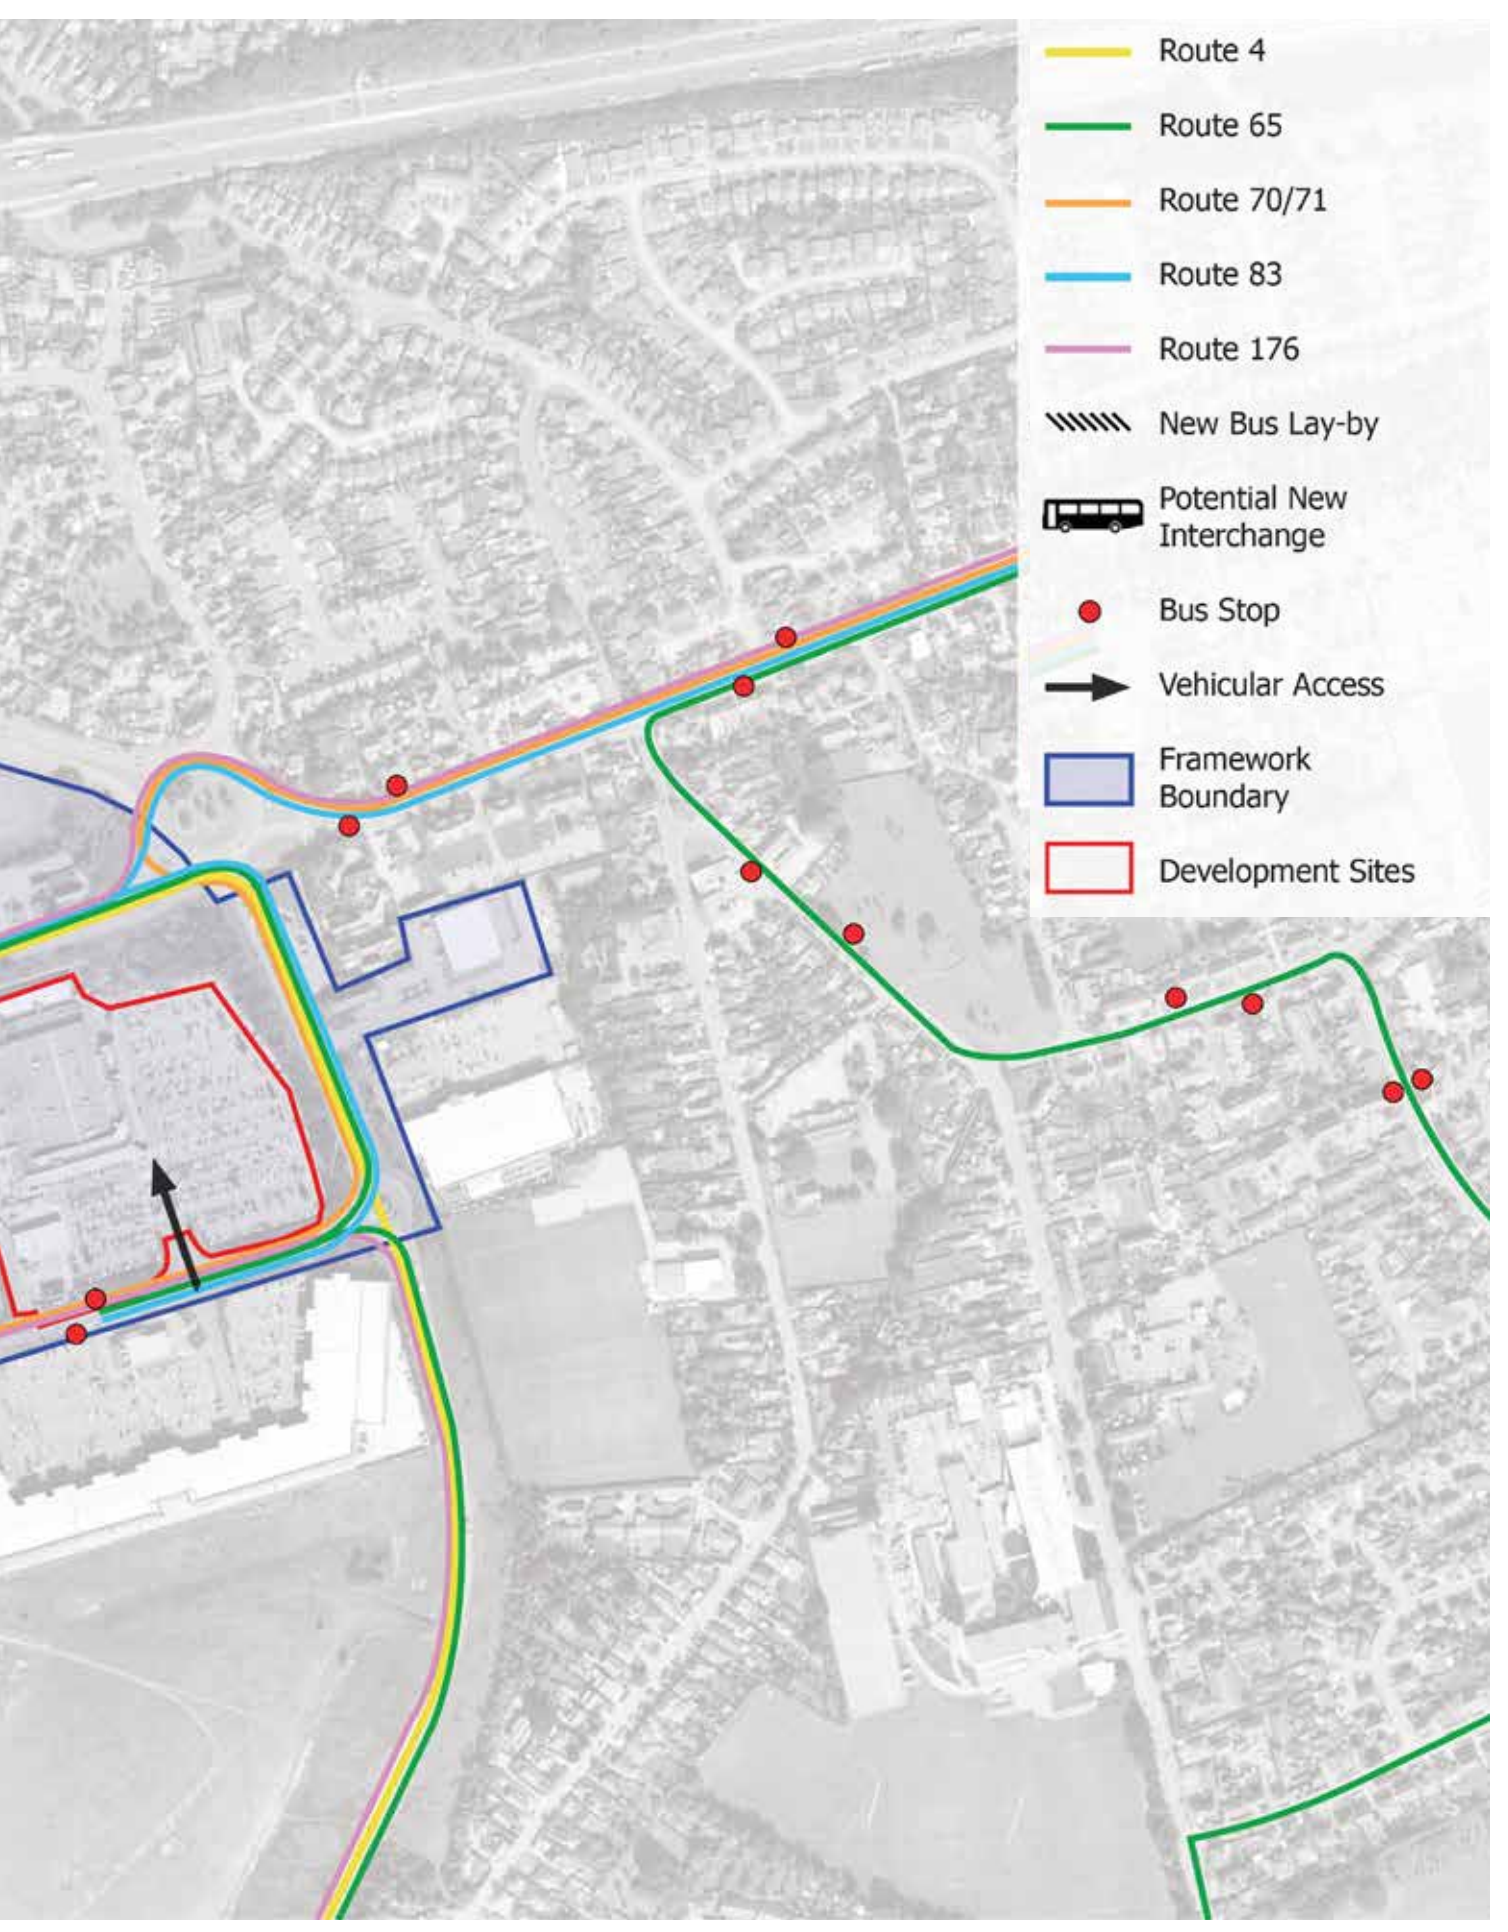 Route 4
Route 65
Route 70/71
Route 83
Route 176
New Bus Lay-by
Potential New
Interchange
Bus Stop
Vehicular Access
Framework
Boundary
Development Sites